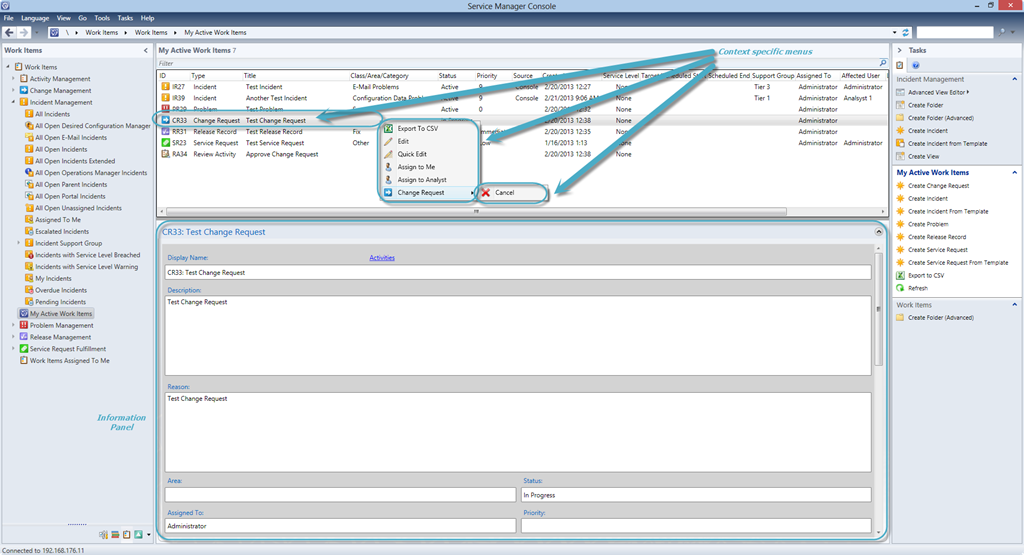 Service Manager Console
File Language View Go Tools Tasks Help
\ Work Items Work Items My Active Work Items
Work Items
Work Items
Activity Management
Change Management
Incident Management
All Incidents
All Open Desired Configuration Manager
All Open E-Mail Incidents
All Open Incidents
All Open Incidents Extended
All Open Operations Manager Incidents
All Open Parent Incidents
All Open Portal Incidents
All Open Unassigned Incidents
Assigned To Me
Escalated Incidents
Incident Support Group
Incidents with Service Level Breached
Incidents with Service Level Warning
My Incidents
Overdue Incidents
Pending Incidents
My Active Work Items
Problem Management
Release Management
Service Request Fulfillment
Work Items Assigned To Me
Information
Panel
My Active Work Items 7
Context specific menus
Filter
ID Type Title Class/Area/Category Status Priority Source Service Level Target Scheduled End Support Group Assigned To Affected User
IR27 Incident Test Incident E-Mail Problems Active 9 Console 2/20/2013 12:27 None Tier 3 Administrator Administrator
IR39 Incident Another Test Incident Configuration Data Problem Active 9 Console 2/21/2013 9:06 AM None Tier 1 Administrator Analyst 1
Problem Test Problem Active 0 2/20/2013 12:32 None Administrator
CR33 Change Request Test Change Request 2/20/2013 12:38 None Administrator
RR31 Release Record Test Release Record Fix 2/20/2013 12:35 None Administrator
SR23 Service Request Test Service Request Other Low 1/16/2013 1:13 None Administrator Administrator
RA34 Review Activity Approve Change Request 2/20/2013 12:38 None
Export To CSV
Edit
Quick Edit
Assign to Me
Assign to Analyst
Change Request
Cancel
CR33: Test Change Request
Display Name: Activities
CR33: Test Change Request
Description:
Test Change Request
Reason:
Test Change Request
Area: Status:
In Progress
Assigned To: Priority:
Administrator
Tasks
Incident Management
Advanced View Editor
Create Folder
Create Folder (Advanced)
Create Incident
Create Incident from Template
Create View
My Active Work Items
Create Change Request
Create Incident
Create Incident From Template
Create Problem
Create Release Record
Create Service Request
Create Service Request From Template
Export to CSV
Refresh
Work Items
Create Folder (Advanced)
Connected to 192.168.176.11